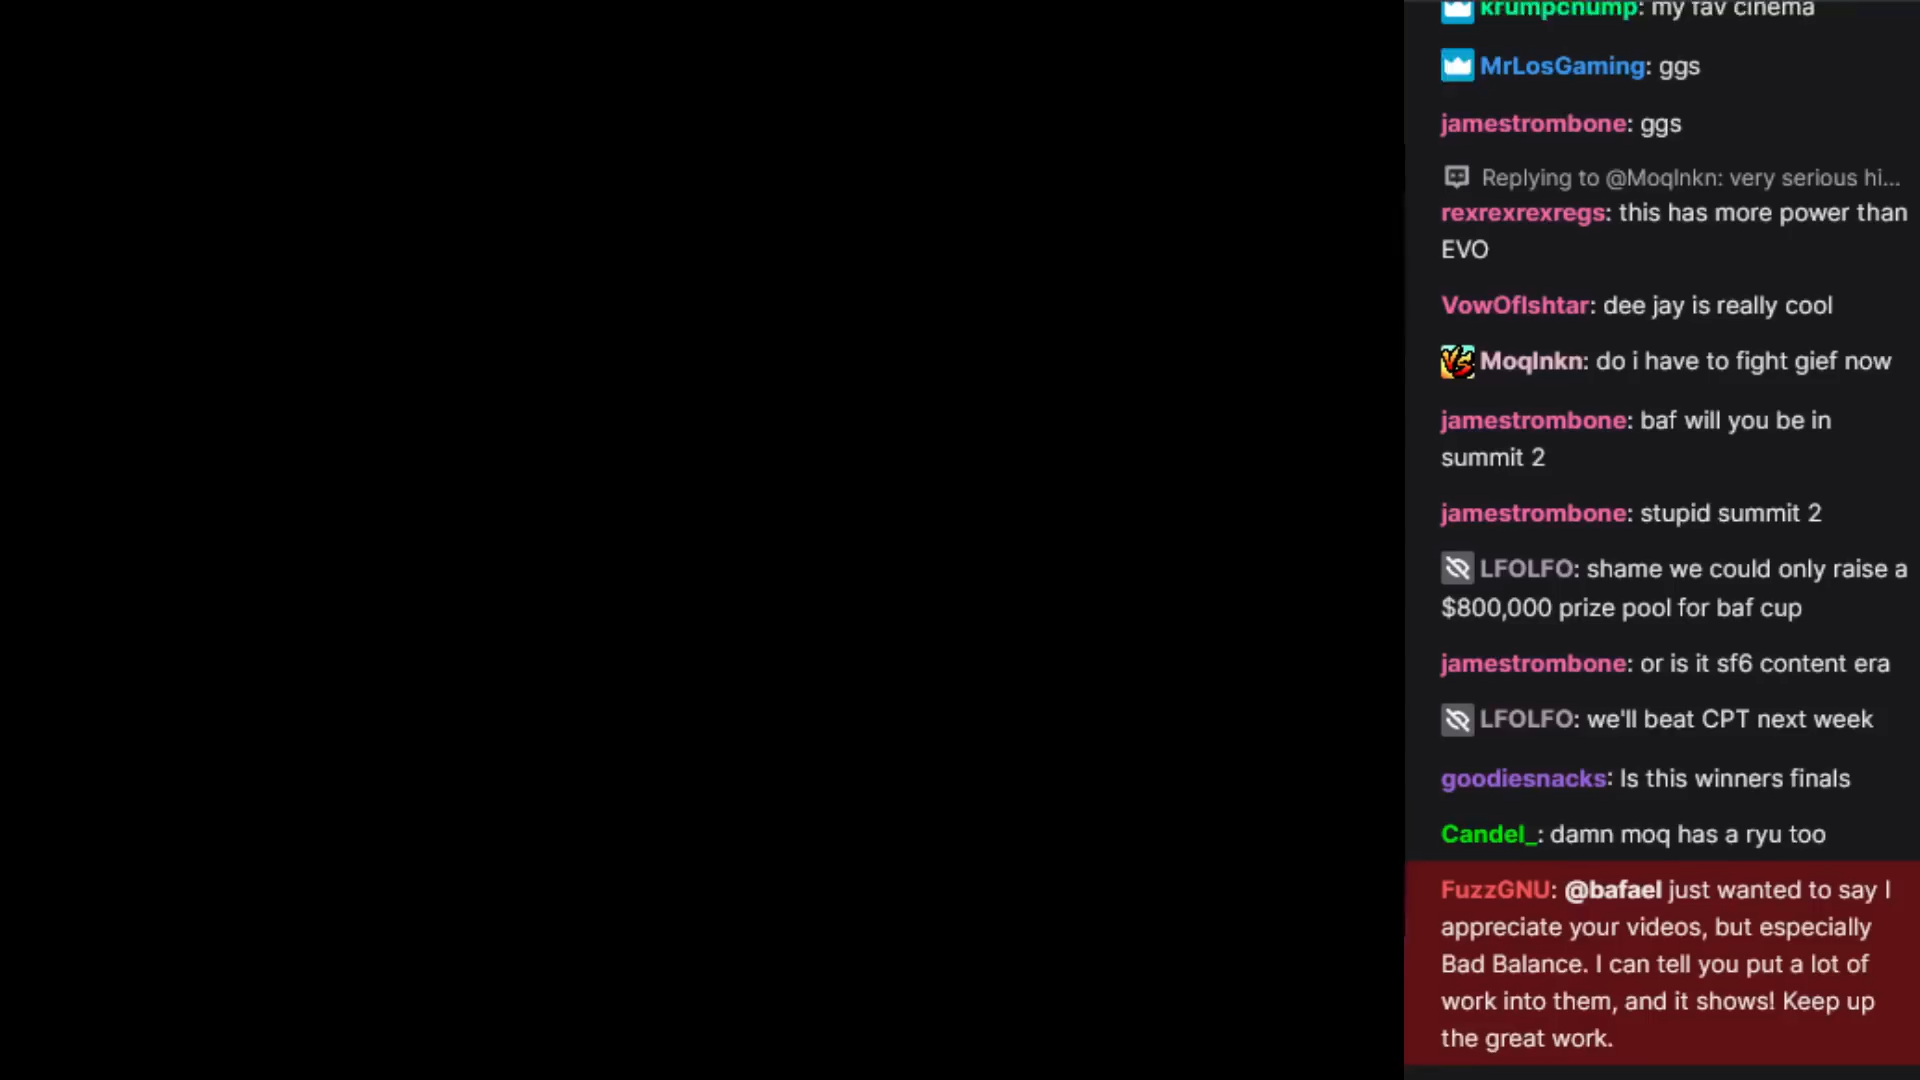 krumpchump: my fav cinema
MrLosGaming: ggs
jamestrombone: ggs
Replying to @MoqInkn: very serious hi...
rexrexrexregs: this has more power than
EVO
VowOfIshtar: dee jay is really cool
MoqInkn: do i have to fight gief now
jamestrombone: baf will you be in
summit 2
jamestrombone: stupid summit 2
LFOLFO: shame we could only raise a
$800,000 prize pool for baf cup
jamestrombone: or is it sf6 content era
LFOLFO: we'll beat CPT next week
goodiesnacks: Is this winners finals
Candel_: damn moq has a ryu too
FuzzGNU: @bafael just wanted to say I
appreciate your videos, but especially
Bad Balance. I can tell you put a lot of
work into them, and it shows! Keep up
the great work.